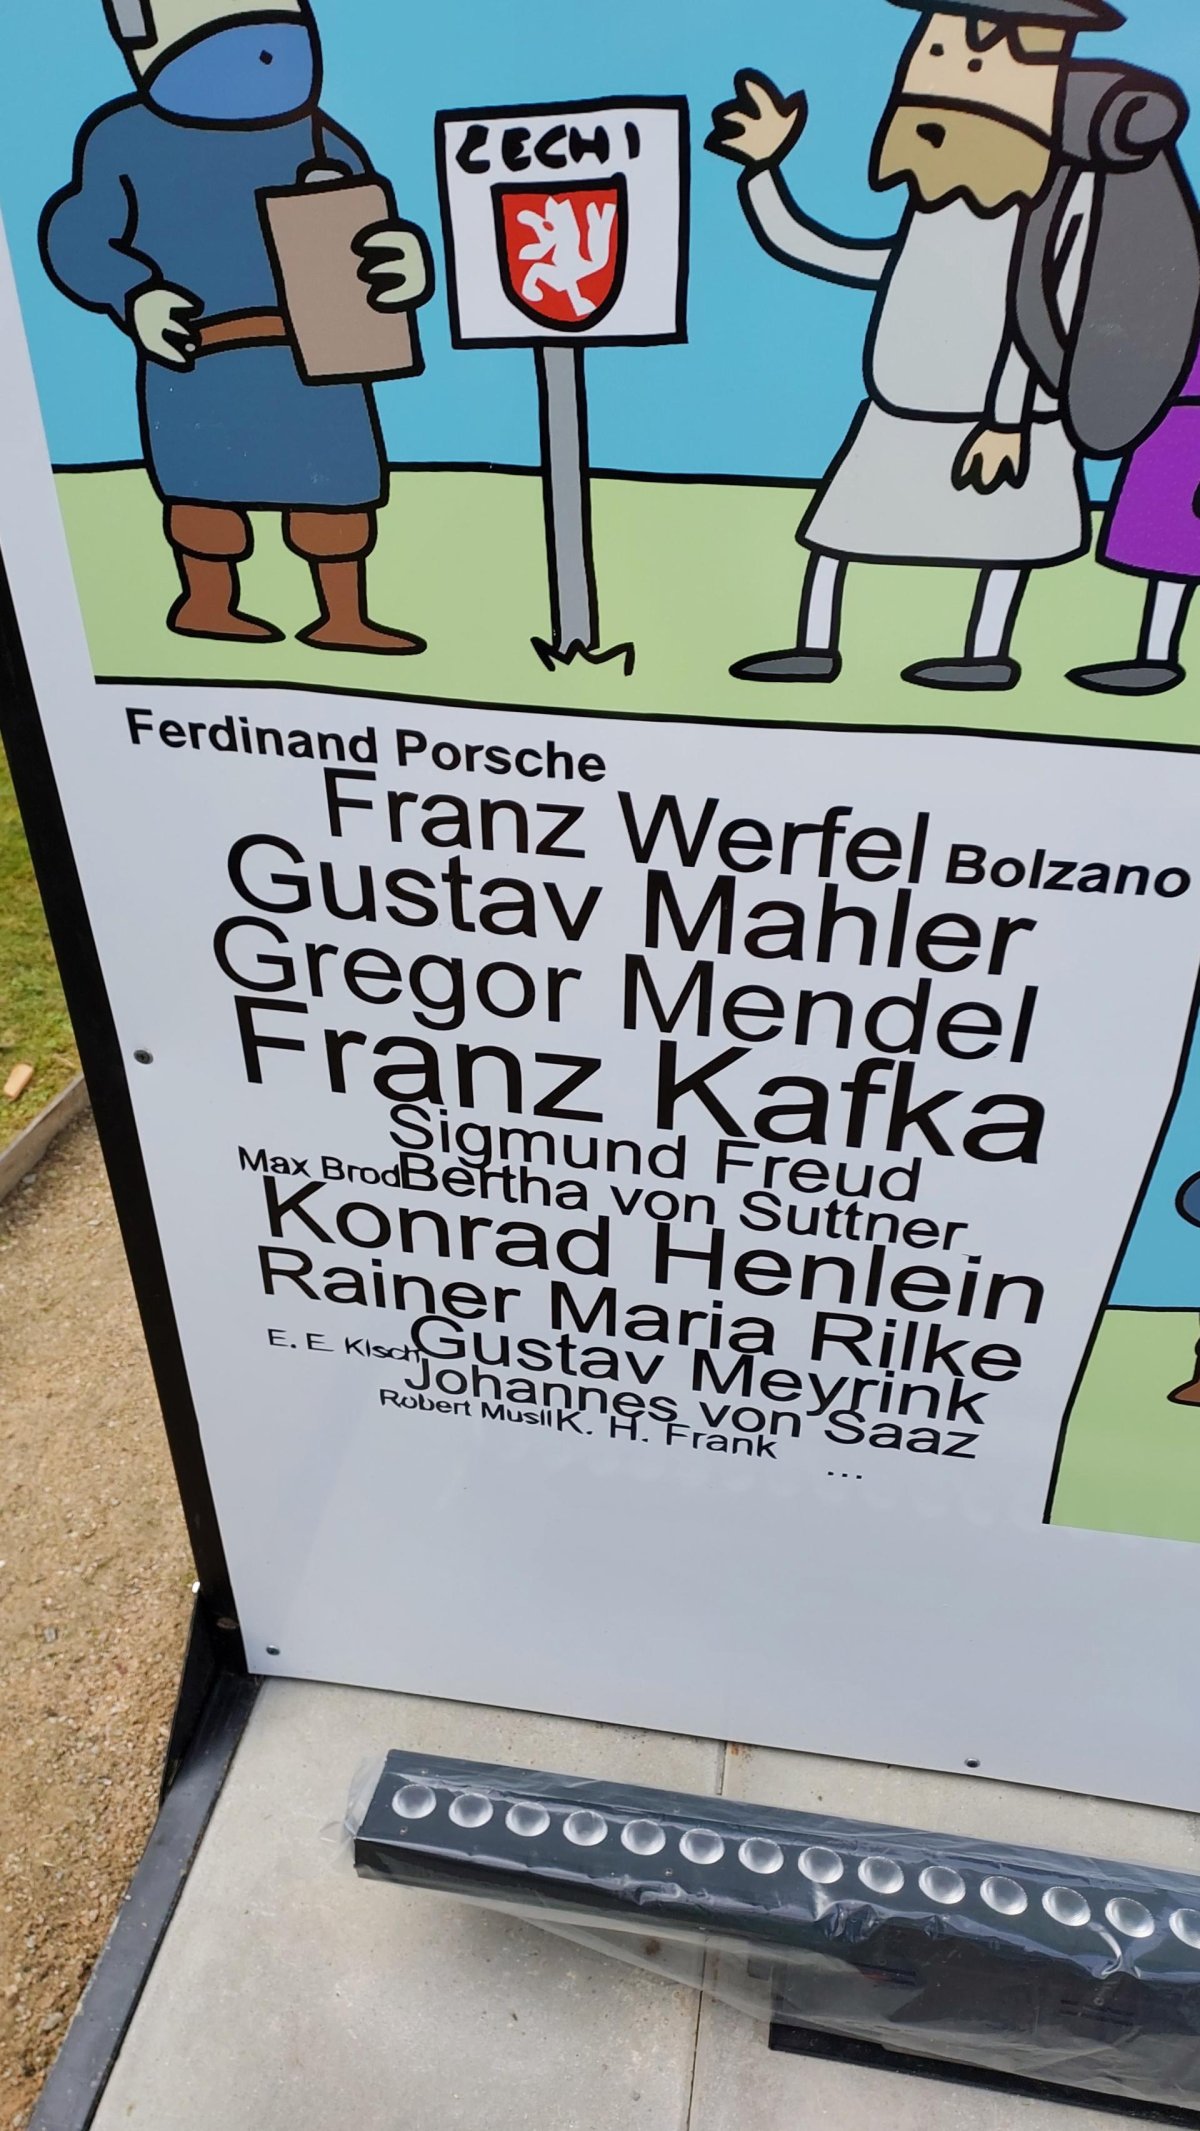 CECHI
Ferdinand Porsche
Franz Werfel Bolzano
Gustav Mahler
Gregor Mendel
Franz Kafka
Sigmund Freud
Max Brod Bertha von Suttner
Konrad Henlein
Rainer Maria Rilke
E. E. Kisch Gustav Meyrink
Johannes von Saaz
Robert Musil K. H. Frank
...